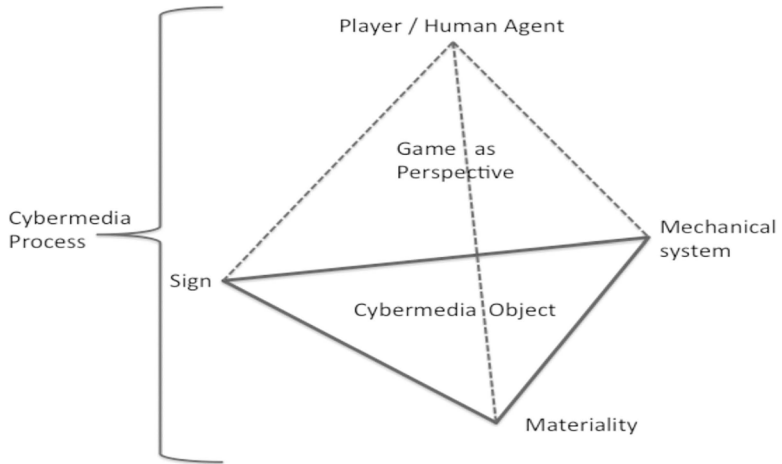 Player / Human Agent
Game as
Perspective
Cybermedia
Process
Mechanical
system
Sign
Cybermedia Object
Materiality